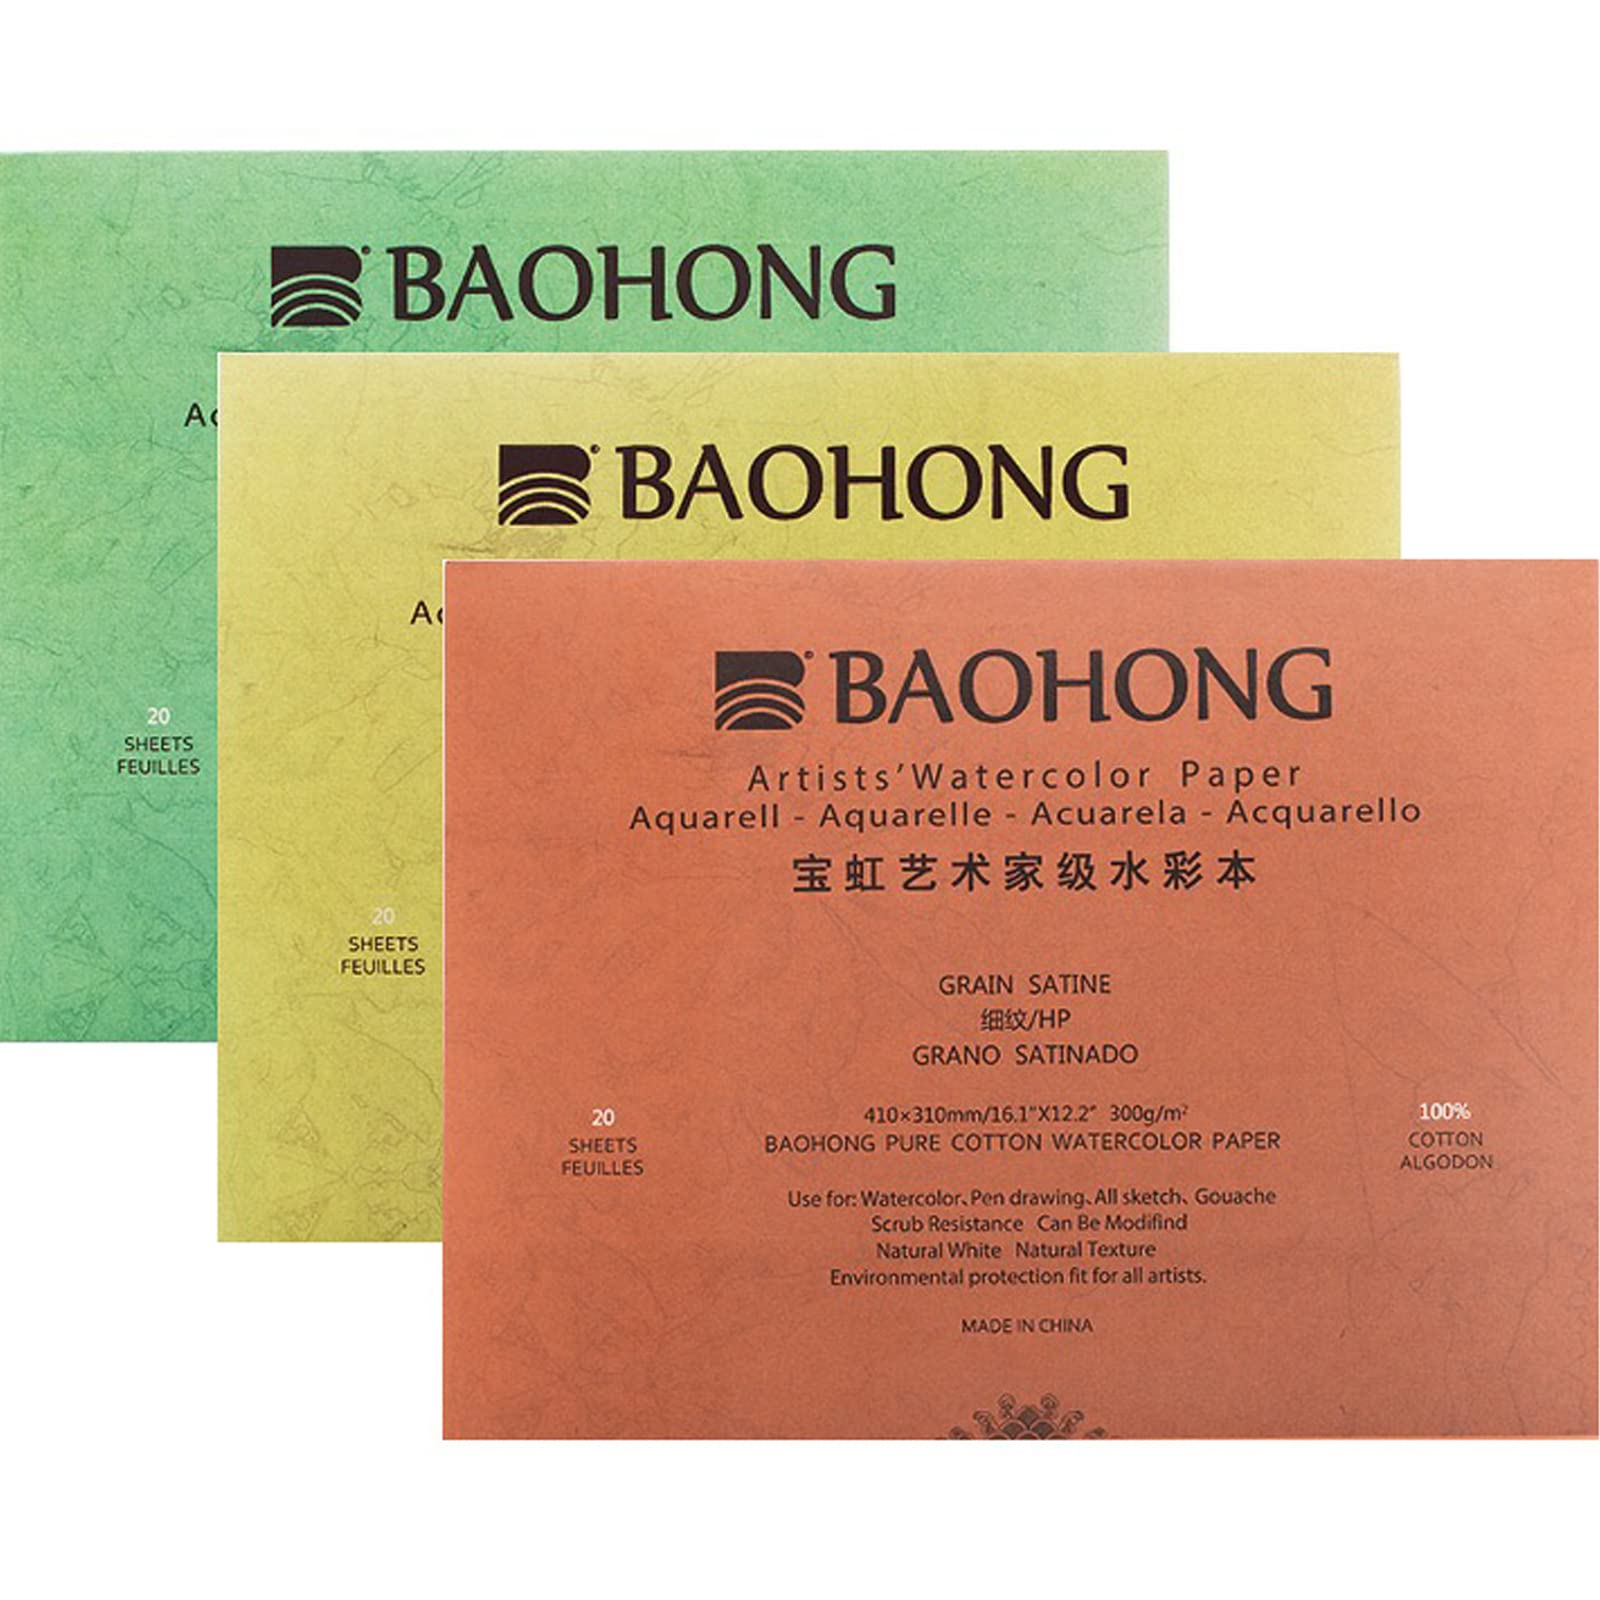 BAOHONG
20
SHEETS
FEUILLES
BAOHONG
20
SHEETS
FEUILLES
BAOHONG
Artists' Watercolor Paper
Aquarell - Aquarelle - Acuarela - Acquarello
宝虹艺术家级水彩本
GRAIN SATINE
细纹/HP
GRANO SATINADO
410×310mm/16.1"X12.2" 300g/m²
BAOHONG PURE COTTON WATERCOLOR PAPER
20
SHEETS
FEUILLES
100%
COTTON
ALGODON
Use for: Watercolor、Pen drawing、All sketch、Gouache
Scrub Resistance Can Be Modifind
Natural White Natural Texture
Environmental protection fit for all artists.
MADE IN CHINA